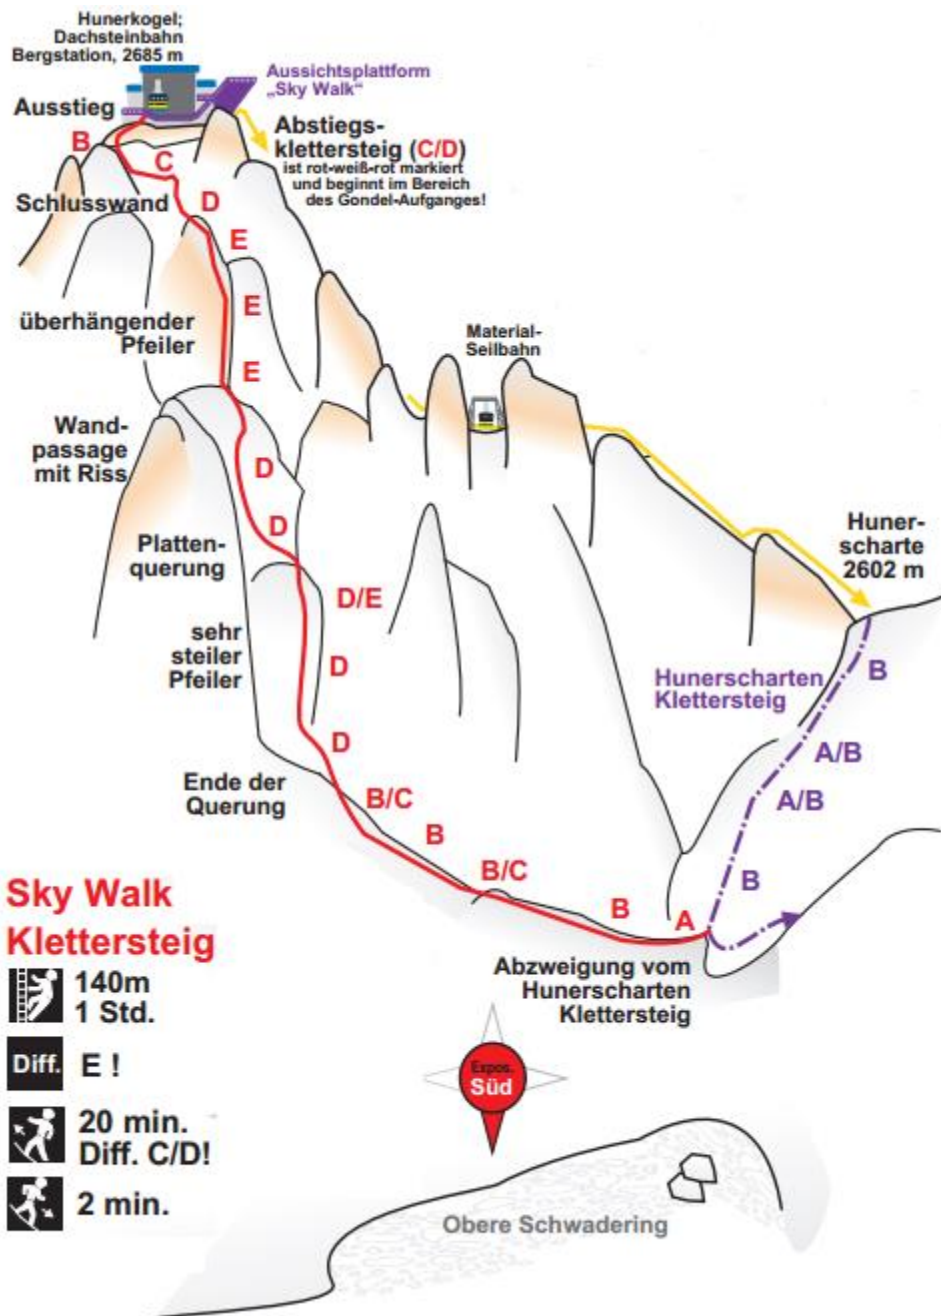 Hunerkogel;
Dachsteinbahn
Bergstation, 2685 m
Aussichtsplattform
„Sky Walk“
Ausstieg
Abstiegs-
klettersteig (C/D)
ist rot-weiß-rot markiert
und beginnt im Bereich
des Gondel-Aufganges!
B
C
Schlusswand
D
E
E
überhängender
Pfeiler
Material-
Seilbahn
E
Wand-
passage
mit Riss
D
D
Platten-
querung
Huner-
scharte
2602 m
D/E
sehr
steiler
Pfeiler
D
Hunerscharten
Klettersteig
B
D
A/B
Ende der
Querung
B/C
A/B
B
B/C
B
B
A
Sky Walk
Klettersteig
Abzweigung vom
Hunerscharten
Klettersteig
140m
1 Std.
Diff. E !
Expos.
Süd
20 min.
Diff. C/D!
2 min.
Obere Schwadering